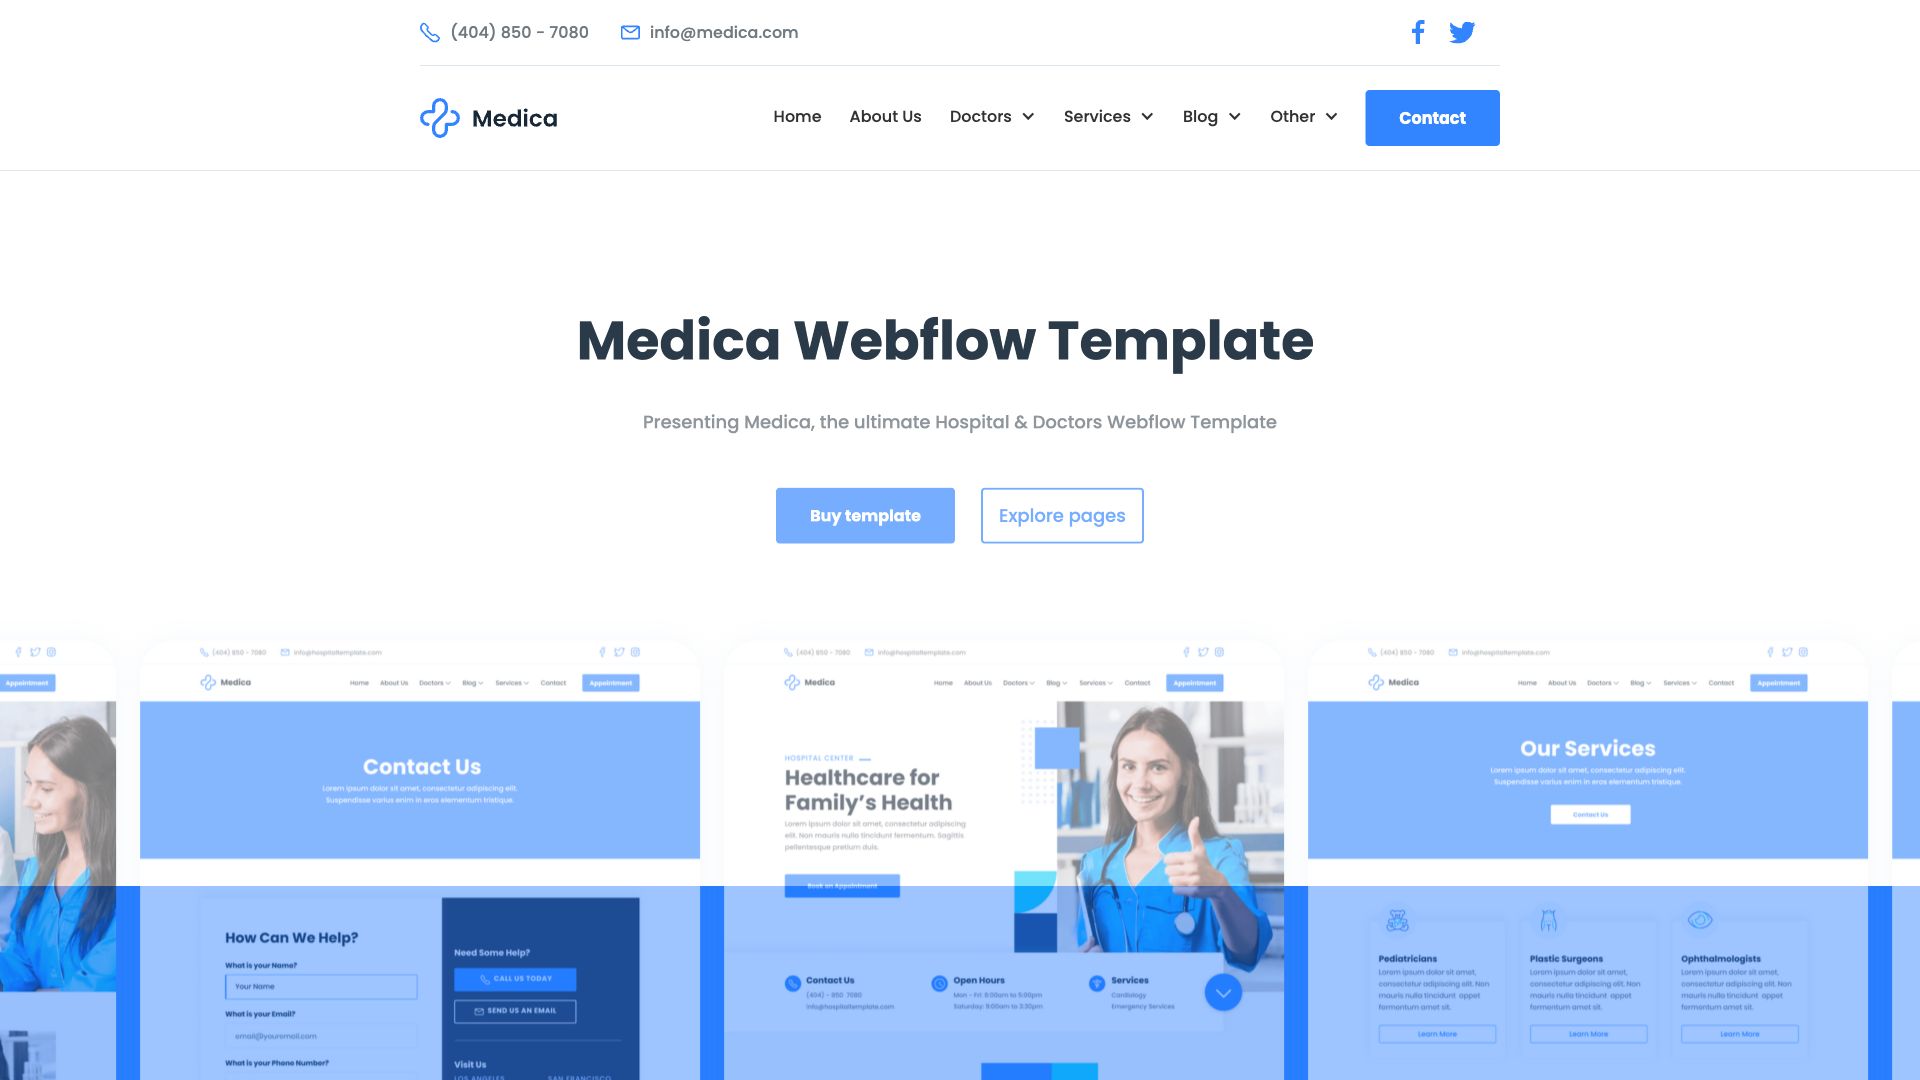 (404) 850 - 7080 info@medica.com
Medica
Home About Us Doctors Services Blog Other Contact
Medica Webflow Template
Presenting Medica, the ultimate Hospital & Doctors Webflow Template
Buy template Explore pages
Appointment
(404) 850 - 7080 info@hospitaltemplate.com
Medica Home About Us Doctors Blog Services Contact Appointment
Contact Us
Lorem ipsum dolor sit amet, consectetur adipiscing elit.
Suspendisse varius enim in eros elementum tristique.
How Can We Help?
What is your Name?
Your Name
What is your Email?
email@youremail.com
What is your Phone Number?
Need Some Help?
CALL US TODAY
SEND US AN EMAIL
Visit Us
LOS ANGELES SAN FRANCISCO
(404) 850 - 7080 info@hospitaltemplate.com
Medica Home About Us Doctors Blog Services Contact Appointment
HOSPITAL CENTER
Healthcare for
Family’s Health
Lorem ipsum dolor sit amet, consectetur adipiscing
elit. Non mauris nulla tincidunt fermentum. Sagittis
pellentesque pretium duis.
Book an Appointment
Contact Us
(404) - 850 7080
info@hospitaltemplate.com
Open Hours
Mon - Fri: 9:00am to 5:00pm
Saturday: 9:00am to 3:30pm
Services
Cardiology
Emergency Services
(404) 850 - 7080 info@hospitaltemplate.com
Medica Home About Us Doctors Blog Services Contact Appointment
Our Services
Lorem ipsum dolor sit amet, consectetur adipiscing elit.
Suspendisse varius enim in eros elementum tristique.
Contact Us
Pediatricians
Lorem ipsum dolor sit amet,
consectetur adipiscing elit. Non
mauris nulla tincidunt oppet
fermentum amet sit.
Learn More
Plastic Surgeons
Lorem ipsum dolor sit amet,
consectetur adipiscing elit. Non
mauris nulla tincidunt oppet
fermentum amet sit.
Learn More
Ophthalmologists
Lorem ipsum dolor sit amet,
consectetur adipiscing elit. Non
mauris nulla tincidunt oppet
fermentum amet sit.
Learn More